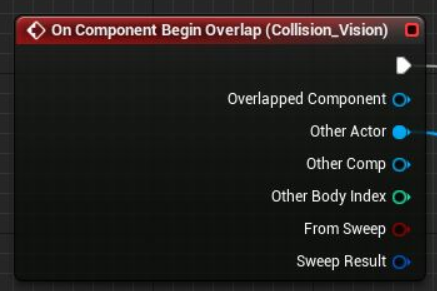 On Component Begin Overlap (Collision_Vision)
Overlapped Component
Other Actor
Other Comp
Other Body Index
From Sweep
Sweep Result